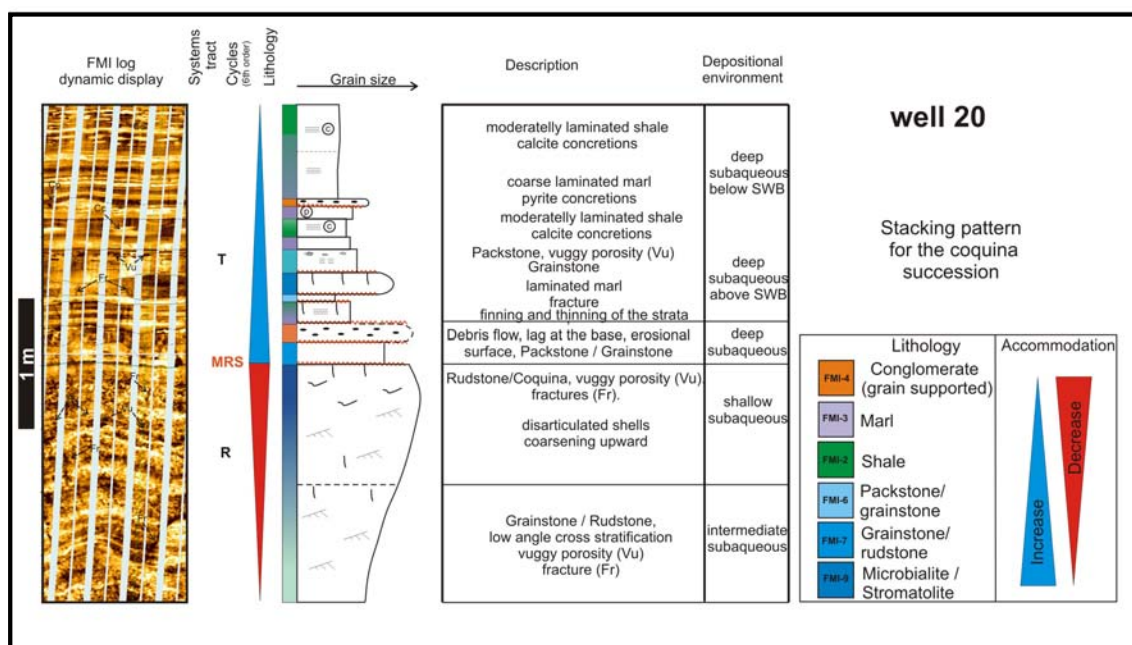 FMI log
dynamic display
Systems
tract
Cycles
(6th order)
Lithology
Grain size
Description
Depositional
environment
well 20
Stacking pattern
for the coquina
succession
1 m
T
MRS
R
Co
Co
Vu
Fr
C
P
C
moderatelly laminated shale
calcite concretions
coarse laminated marl
pyrite concretions
moderatelly laminated shale
calcite concretions
Packstone, vuggy porosity (Vu)
Grainstone
laminated marl
fracture
finning and thinning of the strata
Debris flow, lag at the base, erosional
surface, Packstone / Grainstone
Rudstone/Coquina, vuggy porosity (Vu).
fractures (Fr).
disarticulated shells
coarsening upward
Grainstone / Rudstone,
low angle cross stratification
vuggy porosity (Vu)
fracture (Fr)
deep
subaqueous
below SWB
deep
subaqueous
above SWB
deep
subaqueous
shallow
subaqueous
intermediate
subaqueous
Lithology
FMI-4 Conglomerate
(grain supported)
FMI-3 Marl
FMI-2 Shale
FMI-6 Packstone/
grainstone
FMI-7 Grainstone/
rudstone
FMI-9 Microbialite /
Stromatolite
Accommodation
Increase
Decrease